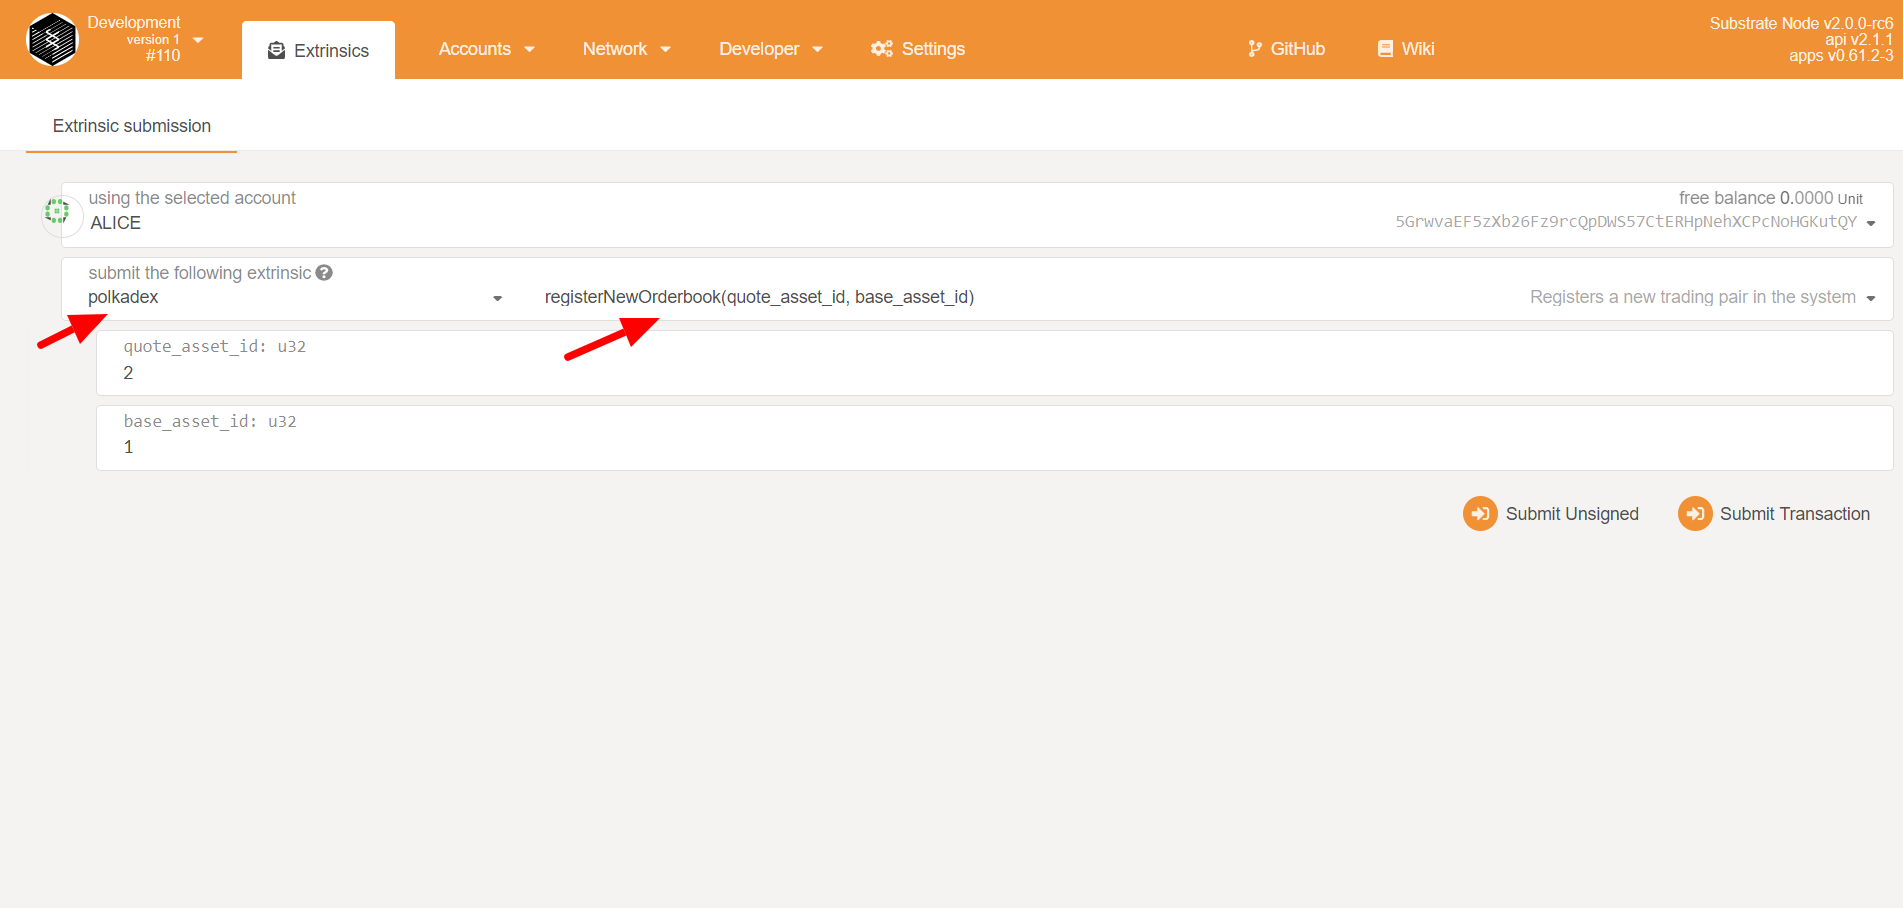 Development
version 1
#110
Extrinsics
Accounts
Network
Developer
Settings
GitHub
Wiki
Substrate Node v2.0.0-rc6
api v2.1.1
apps v0.61.2-3
Extrinsic submission
using the selected account
ALICE
free balance 0.0000 Unit
5GrwvaEF5zXb26Fz9rcQpDWS57CtERHpNehXCPcNoHGKutQY
submit the following extrinsic
polkadex
registerNewOrderbook(quote_asset_id, base_asset_id)
Registers a new trading pair in the system
quote_asset_id: u32
2
base_asset_id: u32
1
Submit Unsigned
Submit Transaction